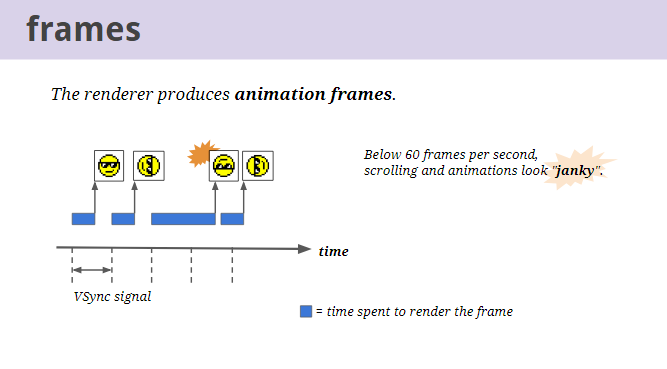 frames
The renderer produces animation frames.
Below 60 frames per second,
scrolling and animations look "janky".
time
VSync signal
= time spent to render the frame